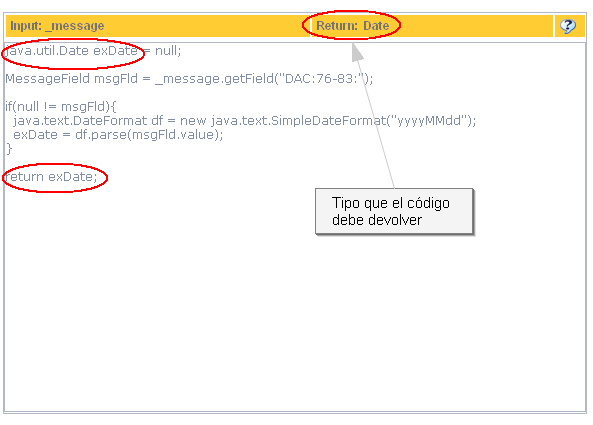 Input: _message Return: Date
java.util.Date exDate = null;
MessageField msgFld = _message.getField("DAC:76-83:");
if(null != msgFld){
java.text.DateFormat df = new java.text.SimpleDateFormat("yyyyMMdd");
exDate = df.parse(msgFld.value);
}
return exDate;
Tipo que el código
debe devolver